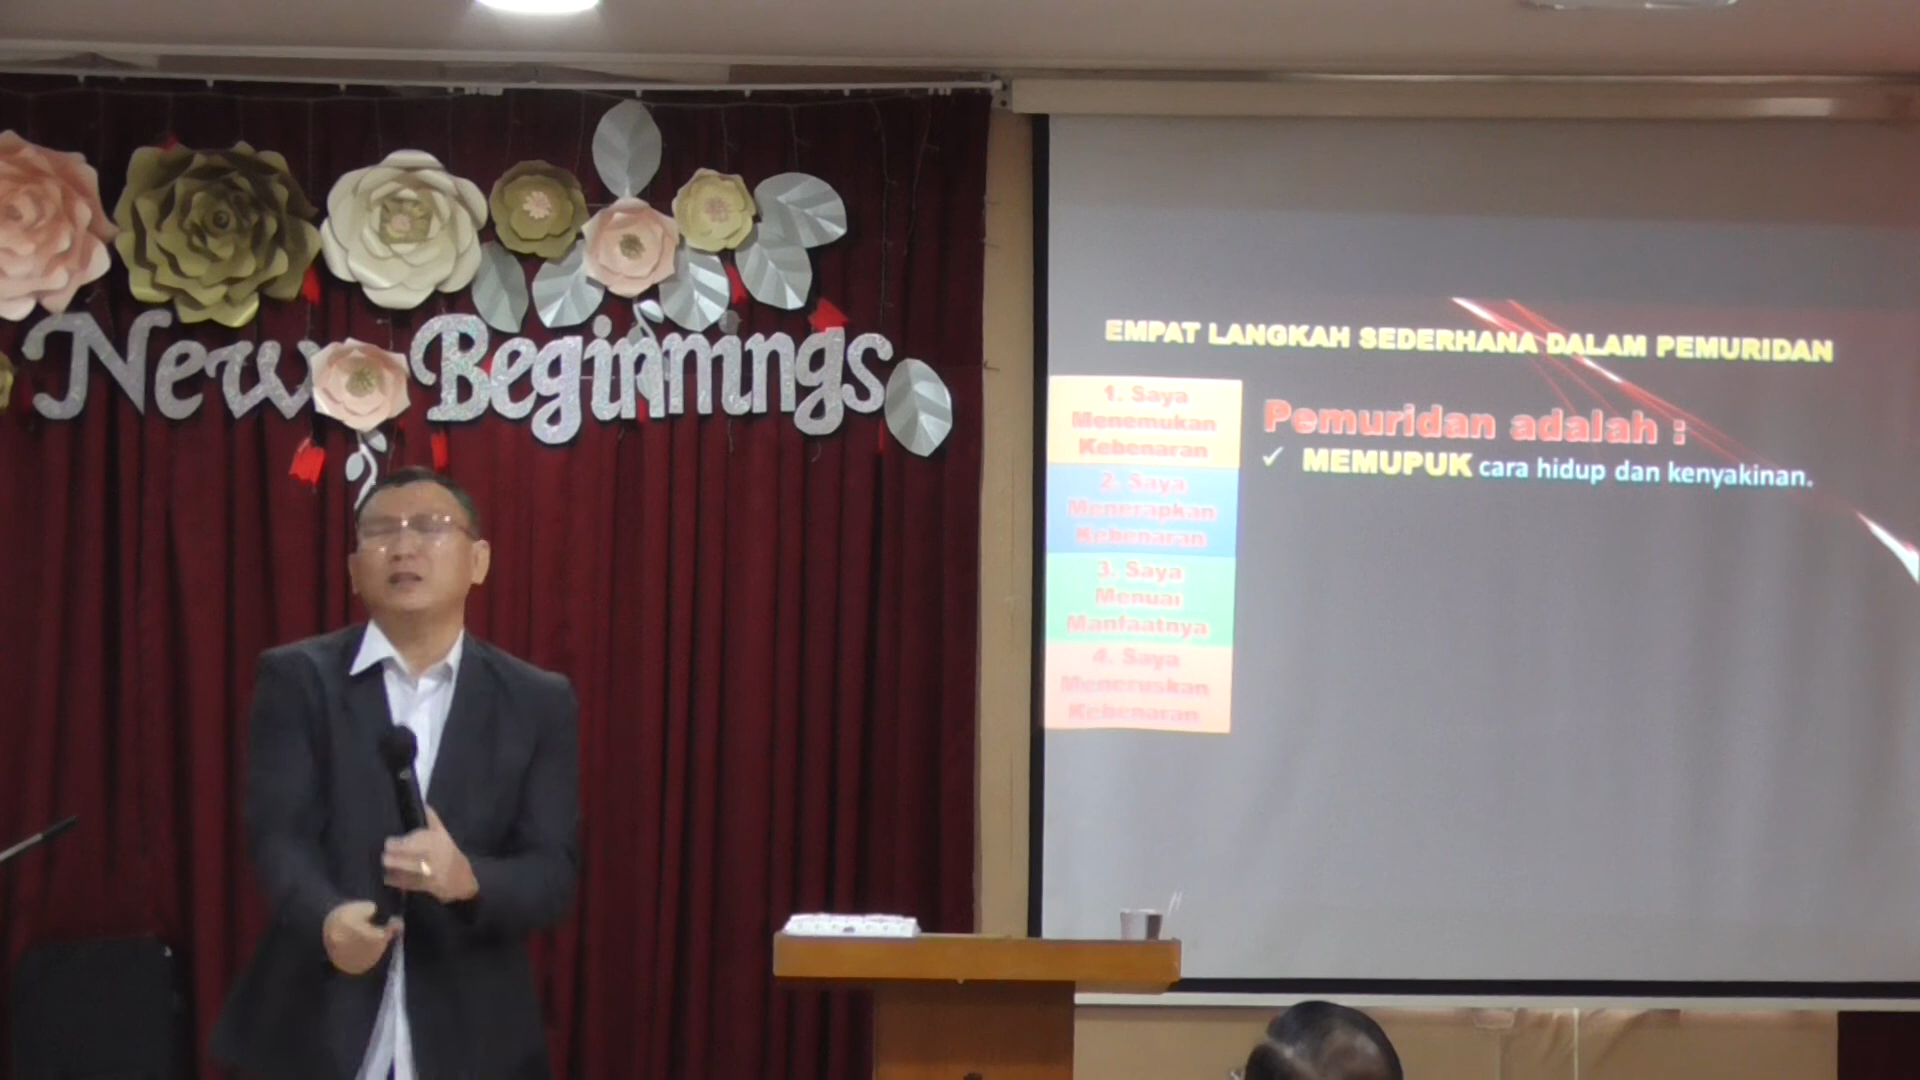 New Beginnings
EMPAT LANGKAH SEDERHANA DALAM PEMURIDAN
1. Saya
Menemukan
Kebenaran
2. Saya
Menerapkan
Kebenaran
3. Saya
Menuai
Manfaatnya
4. Saya
Meneruskan
Kebenaran
Pemuridan adalah :
✓ MEMUPUK cara hidup dan kenyakinan.